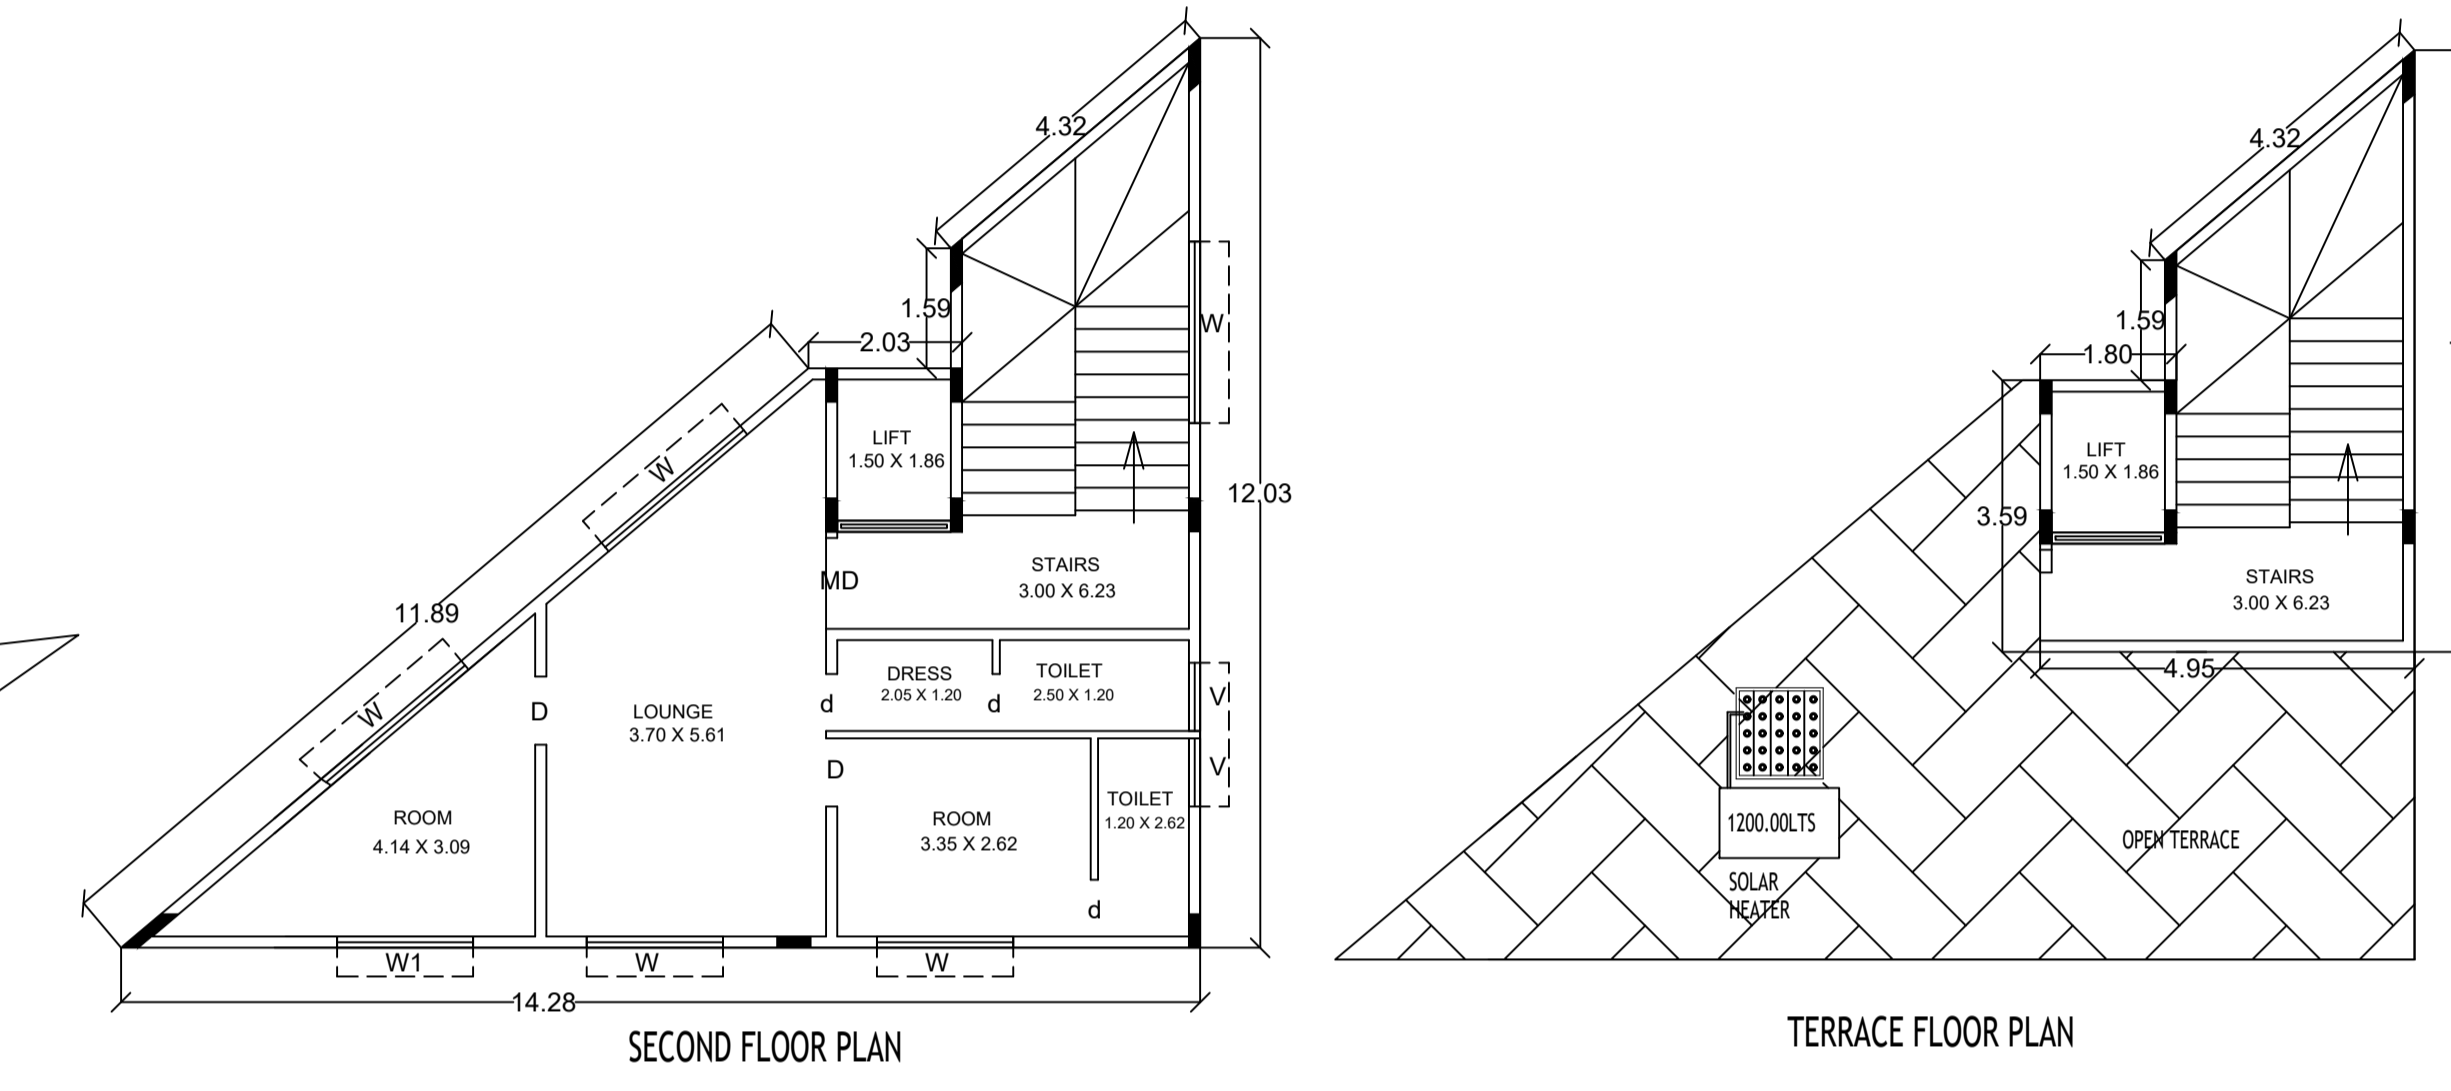 4.32
1.59
2.03
W
LIFT
1.50 X 1.86
W
12.03
STAIRS
3.00 X 6.23
MD
11.89
DRESS
2.05 X 1.20
TOILET
2.50 X 1.20
V
W
D
LOUNGE
3.70 X 5.61
d
d
D
V
ROOM
4.14 X 3.09
ROOM
3.35 X 2.62
TOILET
1.20 X 2.62
d
W1
W
W
14.28
SECOND FLOOR PLAN
4.32
1.59
1.80
LIFT
1.50 X 1.86
3.59
STAIRS
3.00 X 6.23
4.95
1200.00LTS
OPEN TERRACE
SOLAR
HEATER
TERRACE FLOOR PLAN